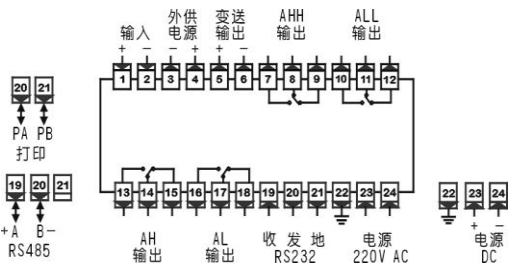 外供 变送 AHH ALL
输入 电源 输出 输出 输出
+ − − + + −
1 2 3 4 5 6 7 8 9 10 11 12
20 21
PA PB
打印
13 14 15 16 17 18 19 20 21 22 23 24
19 20 21
+A B−
RS485
22 23 24
+ −
电源
DC
AH AL 收 发 地 电源
输出 输出 RS232 220V AC